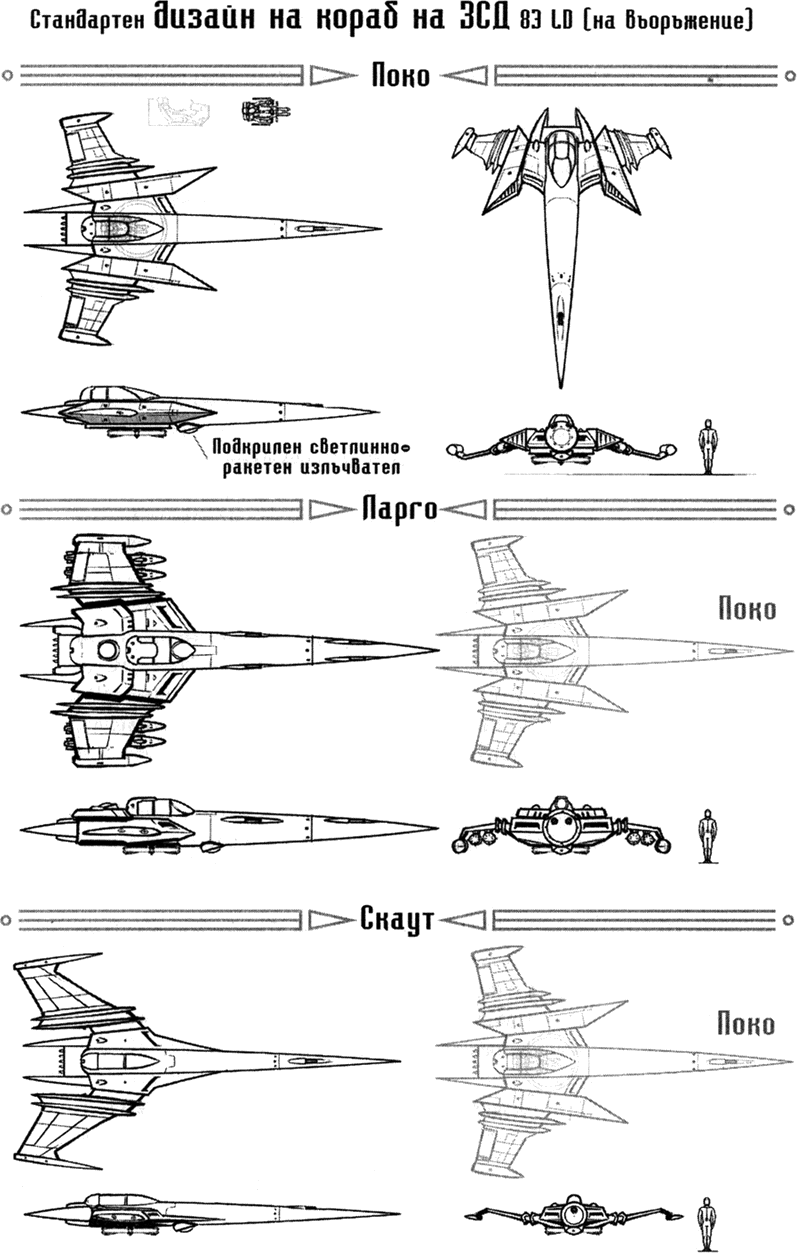 Стандартен дизайн на кораб на ЗСД 83 LD (на въоръжение)
Поко
Подкрилен светлинно-
ракетен излъчвател
Ларго
Поко
Скаут
Поко